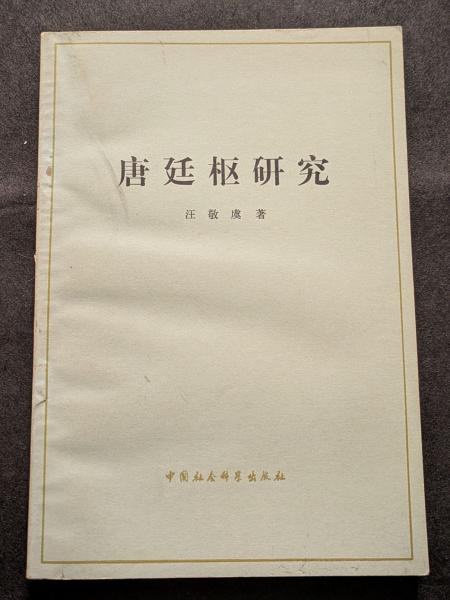 唐廷枢研究
汪敬虞 著
中国社会科学出版社